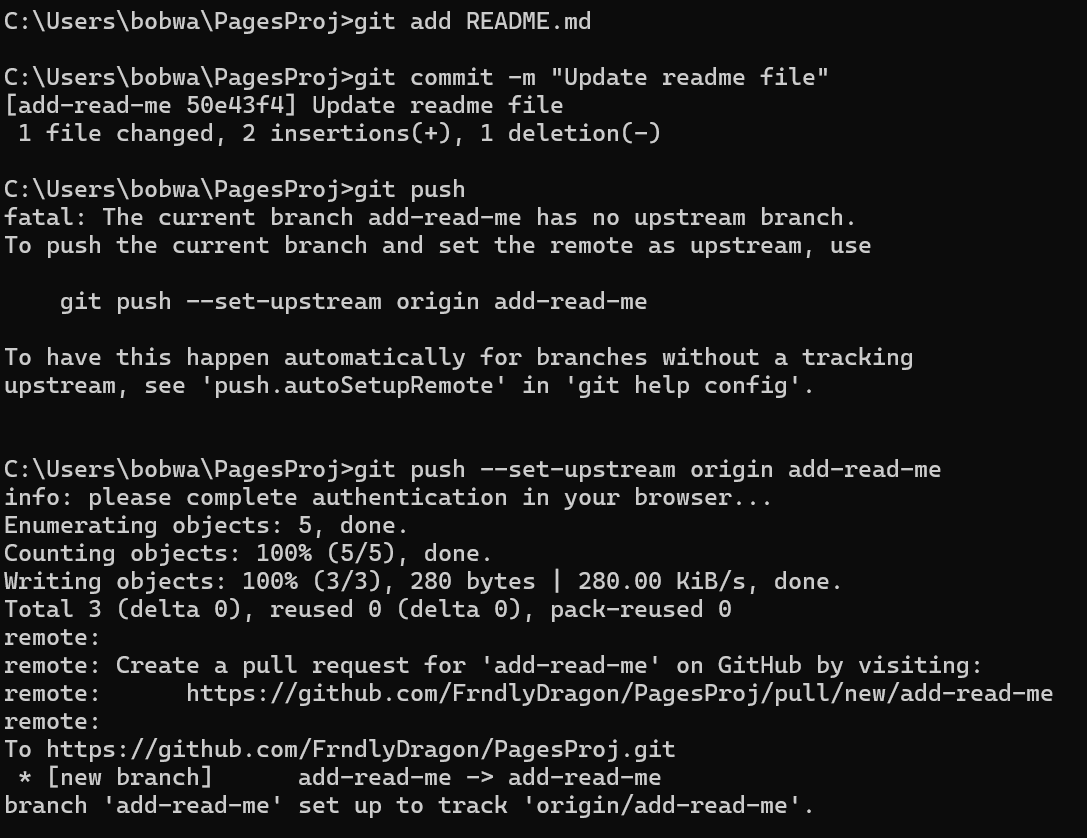 C:\Users\bobwa\PagesProj>git add README.md
C:\Users\bobwa\PagesProj>git commit -m "Update readme file"
[add-read-me 50e43f4] Update readme file
 1 file changed, 2 insertions(+), 1 deletion(-)
C:\Users\bobwa\PagesProj>git push
fatal: The current branch add-read-me has no upstream branch.
To push the current branch and set the remote as upstream, use
    git push --set-upstream origin add-read-me
To have this happen automatically for branches without a tracking
upstream, see 'push.autoSetupRemote' in 'git help config'.
C:\Users\bobwa\PagesProj>git push --set-upstream origin add-read-me
info: please complete authentication in your browser...
Enumerating objects: 5, done.
Counting objects: 100% (5/5), done.
Writing objects: 100% (3/3), 280 bytes | 280.00 KiB/s, done.
Total 3 (delta 0), reused 0 (delta 0), pack-reused 0
remote:
remote: Create a pull request for 'add-read-me' on GitHub by visiting:
remote:      https://github.com/FrndlyDragon/PagesProj/pull/new/add-read-me
remote:
To https://github.com/FrndlyDragon/PagesProj.git
 * [new branch]      add-read-me -> add-read-me
branch 'add-read-me' set up to track 'origin/add-read-me'.